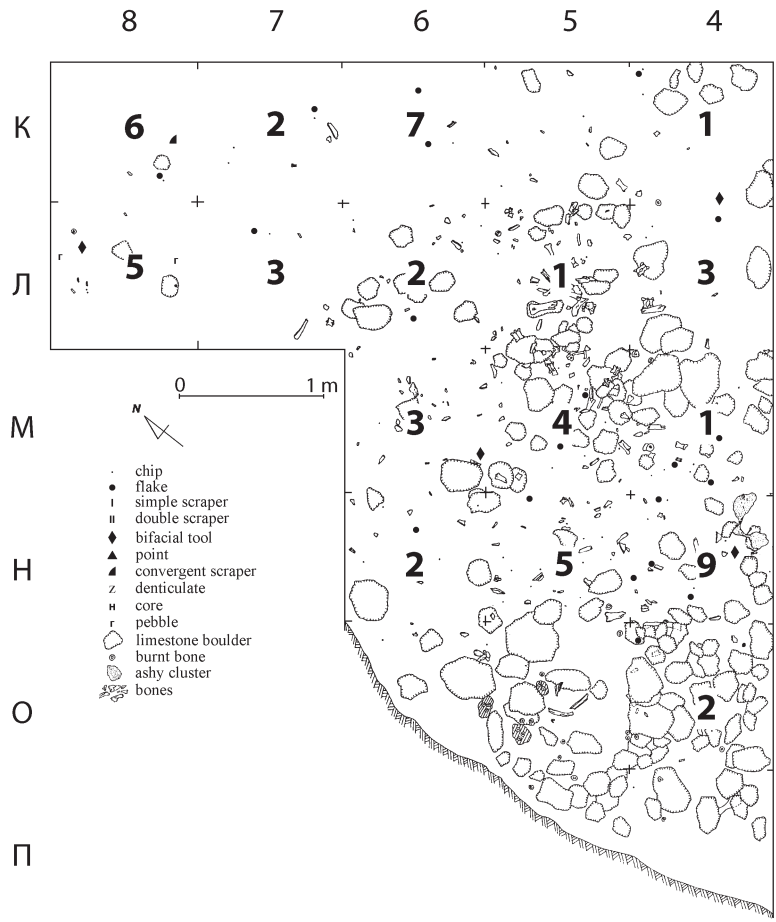 8 7 6 5 4
К 6 2 7 1
Л 5 3 2 1 3
г г
0 1 m
N
М 3 4 1
chip
flake
simple scraper
double scraper
bifacial tool
point
convergent scraper
z denticulate
н core
г pebble
limestone boulder
burnt bone
ashy cluster
bones
Н 2 5 9
О 2
П